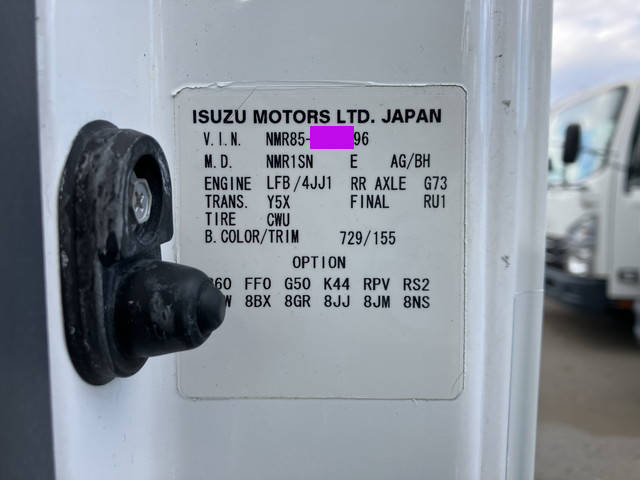 ISUZU MOTORS LTD. JAPAN
V.I.N. NMR85- 96
M.D. NMR1SN E AG/BH
ENGINE LFB/4JJ1 RR AXLE G73
TRANS. Y5X FINAL RU1
TIRE CWU
B.COLOR/TRIM 729/155
OPTION
FF0 G50 K44 RPV RS2
8BX 8GR 8JJ 8JM 8NS